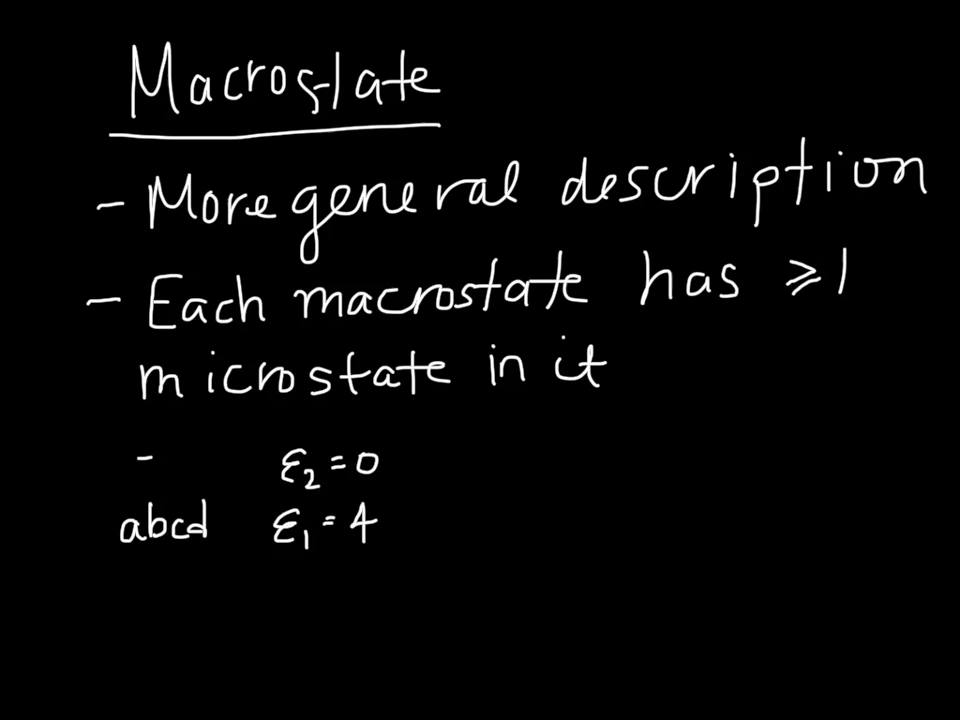 Macrostate
- More general description
- Each macrostate has ⩾1
microstate in it
- ε₂ = 0
abcd ε₁ = 4